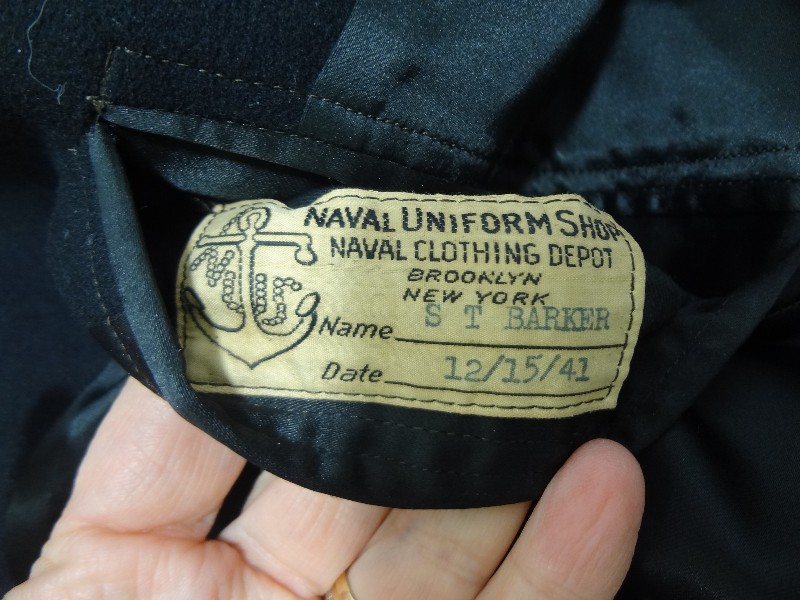 NAVAL UNIFORM SHOP
NAVAL CLOTHING DEPOT
BROOKLYN
NEW YORK
Name S T BARKER
Date 12/15/41